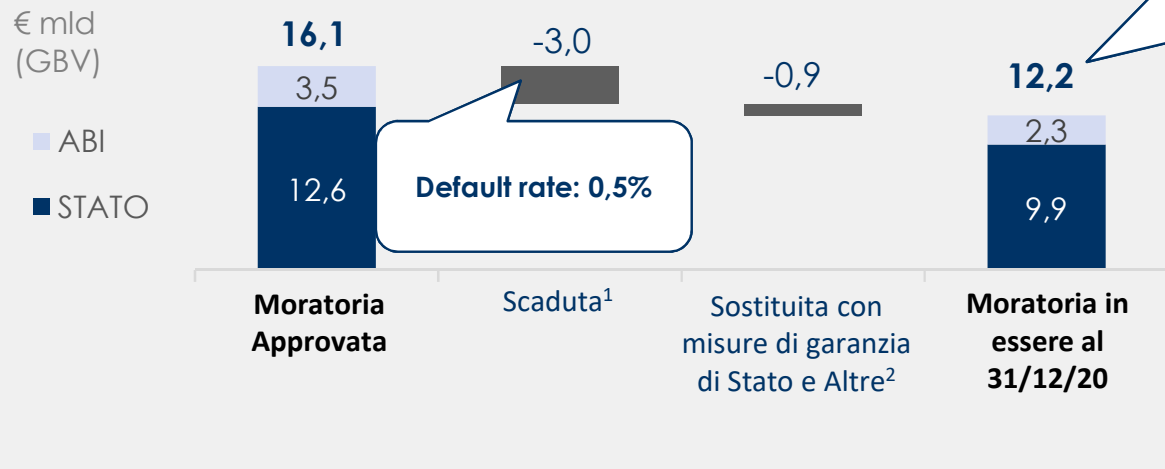 € mld
(GBV)
ABI
STATO
16,1
3,5
12,6
-3,0
Default rate: 0,5%
-0,9
12,2
2,3
9,9
Moratoria
Approvata
Scaduta¹
Sostituita con
misure di garanzia
di Stato e Altre²
Moratoria in
essere al
31/12/20